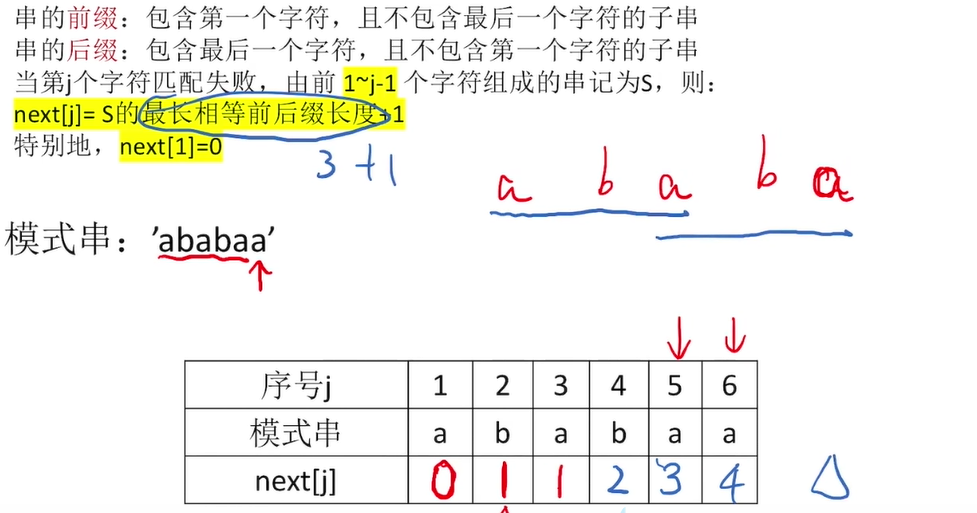 串的前缀：包含第一个字符，且不包含最后一个字符的子串
串的后缀：包含最后一个字符，且不包含第一个字符的子串
当第j个字符匹配失败，由前 1~j-1 个字符组成的串记为S，则：
next[j]= S的最长相等前后缀长度+1
特别地，next[1]=0
3 +1
a b a b a
模式串：’ababaa’
序号j 1 2 3 4 5 6
模式串 a b a b a a
next[j] 0 1 1 2 3 4